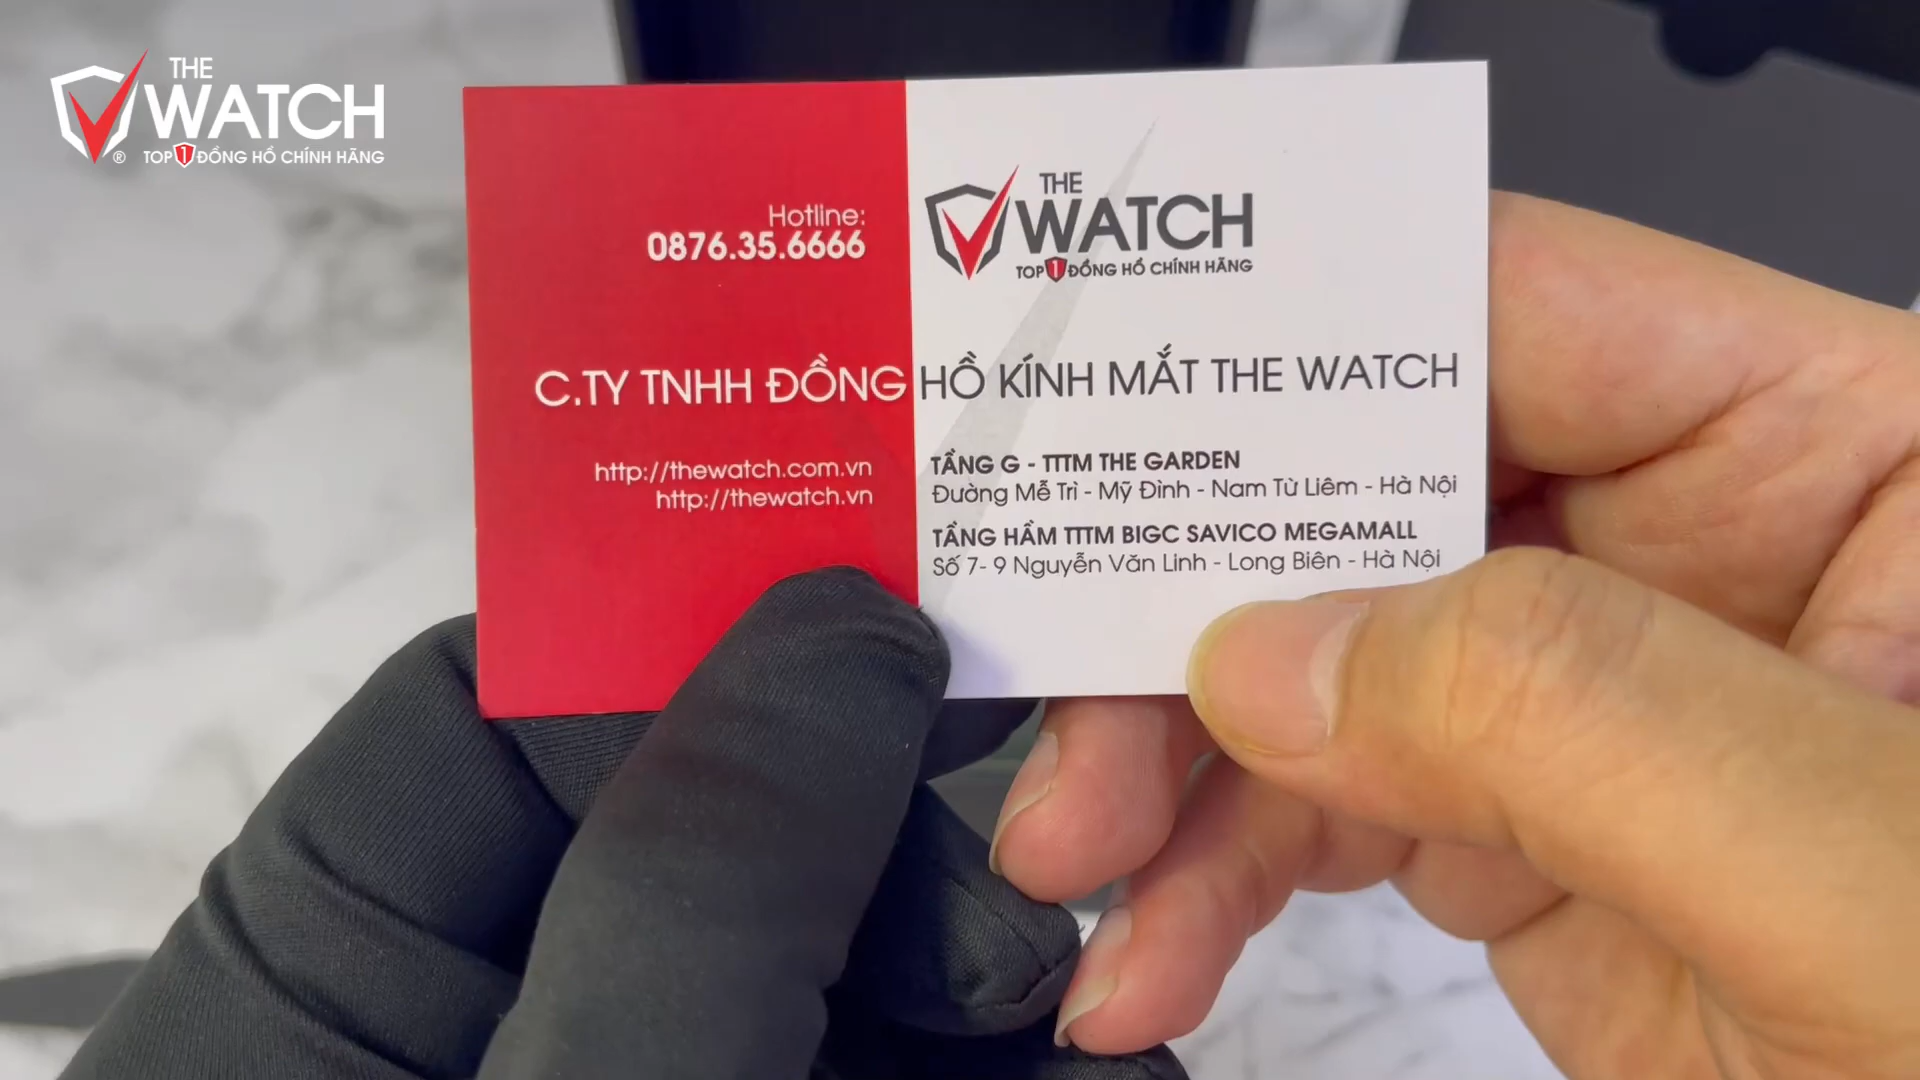 THE
WATCH
®
TOP 1 ĐỒNG HỒ CHÍNH HÃNG
Hotline:
0876.35.6666
THE
WATCH
TOP 1 ĐỒNG HỒ CHÍNH HÃNG
C.TY TNHH ĐỒNG HỒ KÍNH MẮT THE WATCH
http://thewatch.com.vn
http://thewatch.vn
TẦNG G - TTTM THE GARDEN
Đường Mễ Trì - Mỹ Đình - Nam Từ Liêm - Hà Nội
TẦNG HẦM TTTM BIGC SAVICO MEGAMALL
Số 7- 9 Nguyễn Văn Linh - Long Biên - Hà Nội